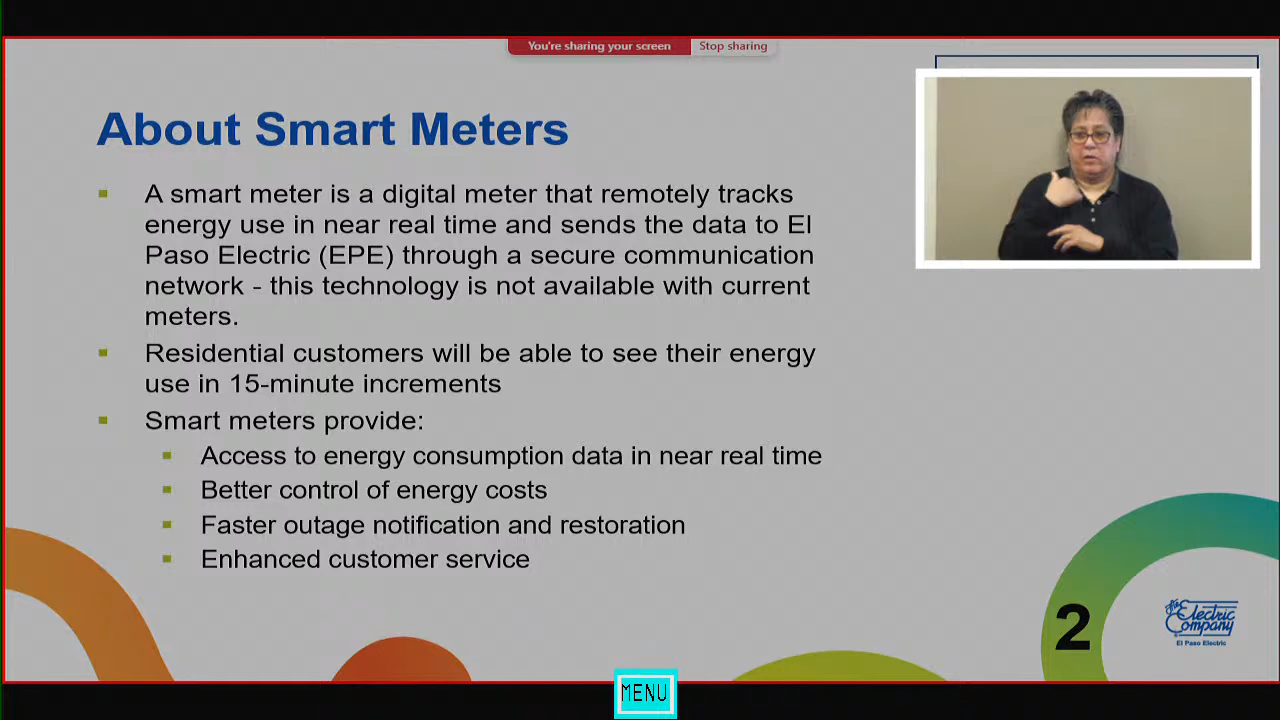 You're sharing your screen Stop sharing
About Smart Meters
A smart meter is a digital meter that remotely tracks
energy use in near real time and sends the data to El
Paso Electric (EPE) through a secure communication
network - this technology is not available with current
meters.
Residential customers will be able to see their energy
use in 15-minute increments
Smart meters provide:
Access to energy consumption data in near real time
Better control of energy costs
Faster outage notification and restoration
Enhanced customer service
2
The
Electric
Company
El Paso Electric
MENU